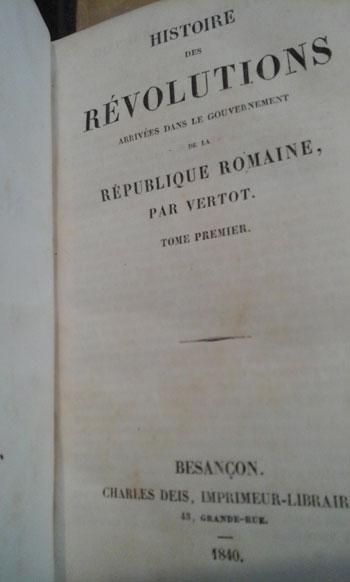 HISTOIRE
DES
RÉVOLUTIONS
ARRIVÉES DANS LE GOUVERNEMENT
DE LA
RÉPUBLIQUE ROMAINE,
PAR VERTOT.
TOME PREMIER.
BESANÇON.
CHARLES DEIS, IMPRIMEUR-LIBRAIR
43, GRANDE-RUE.
1840.